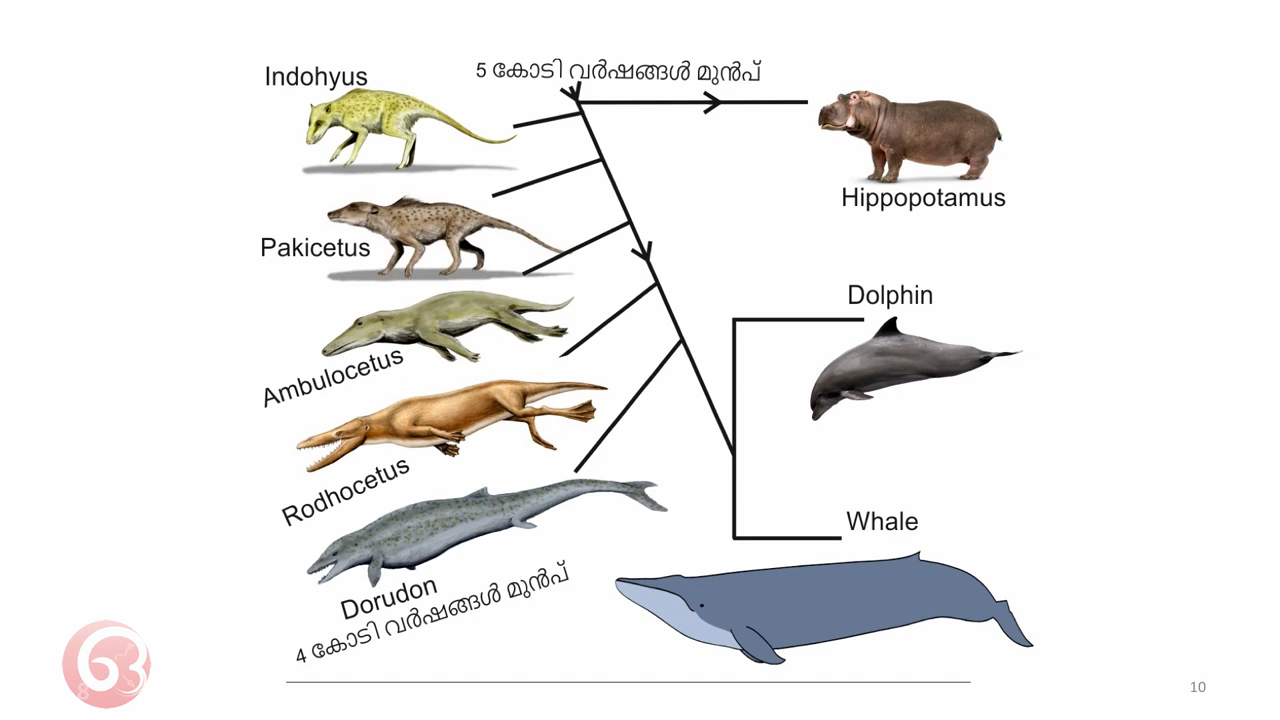 Indohyus
5 കോടി വർഷങ്ങൾ മുൻപ്
Hippopotamus
Pakicetus
Dolphin
Ambulocetus
Rodhocetus
Whale
Dorudon
4 കോടി വർഷങ്ങൾ മുൻപ്
10